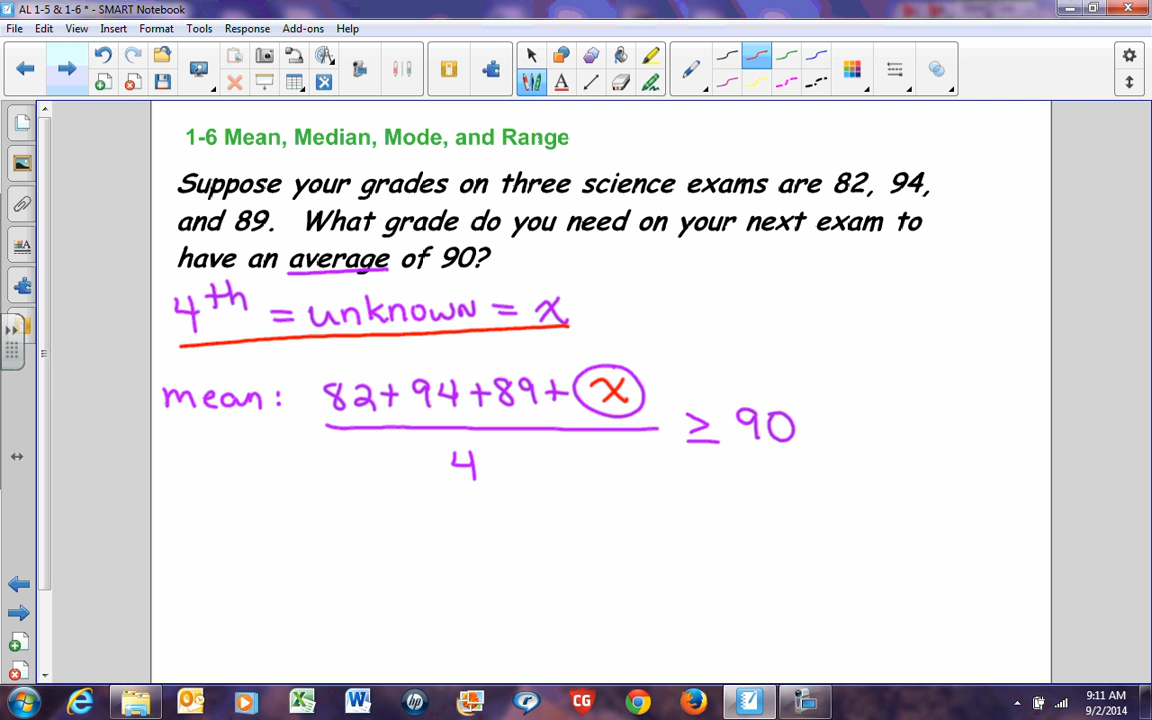 AL 1-5 & 1-6 * - SMART Notebook
File Edit View Insert Format Tools Response Add-ons Help
1-6 Mean, Median, Mode, and Range
Suppose your grades on three science exams are 82, 94,
and 89. What grade do you need on your next exam to
have an average of 90?
4th = unknown = x
mean: 82+94+89+x
≥ 90
4
9:11 AM
9/2/2014